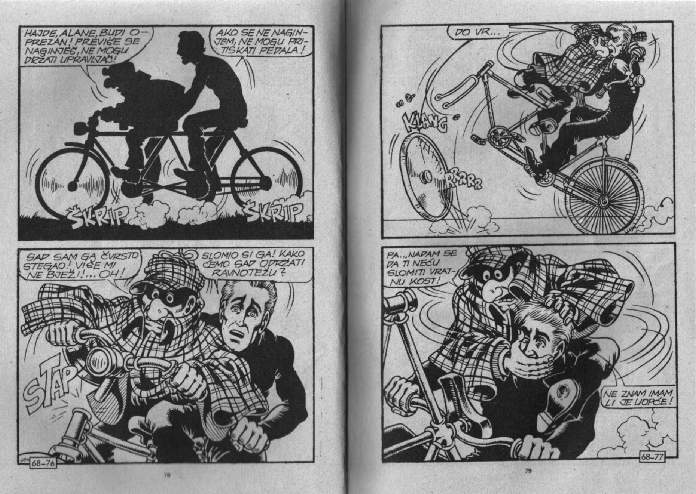 HAJDE, ALANE, BUDI O-
PREZAN! PREVIŠE SE
NAGINJEŠ, NE MOGU
DRŽATI UPRAVLJAČ!
AKO SE NE NAGIN-
JEM, NE MOGU PRI-
TISKATI PEDALA!
ŠKRIP
ŠKRIP
SAD SAM GA ČVRSTO
STEGAO! VIŠE MI
NE BJEŽI!... OH!
SLOMIO SI GA! KAKO
ĆEMO SAD ODRŽATI
RAVNOTEŽU?
STAP
68-76
78
DO VR...
KLANG
PA... NADAM SE
DA TI NEĆU
SLOMITI VRAT-
NU KOST!
NE ZNAM IMAM
LI JE UOPĆE!
68-77
79